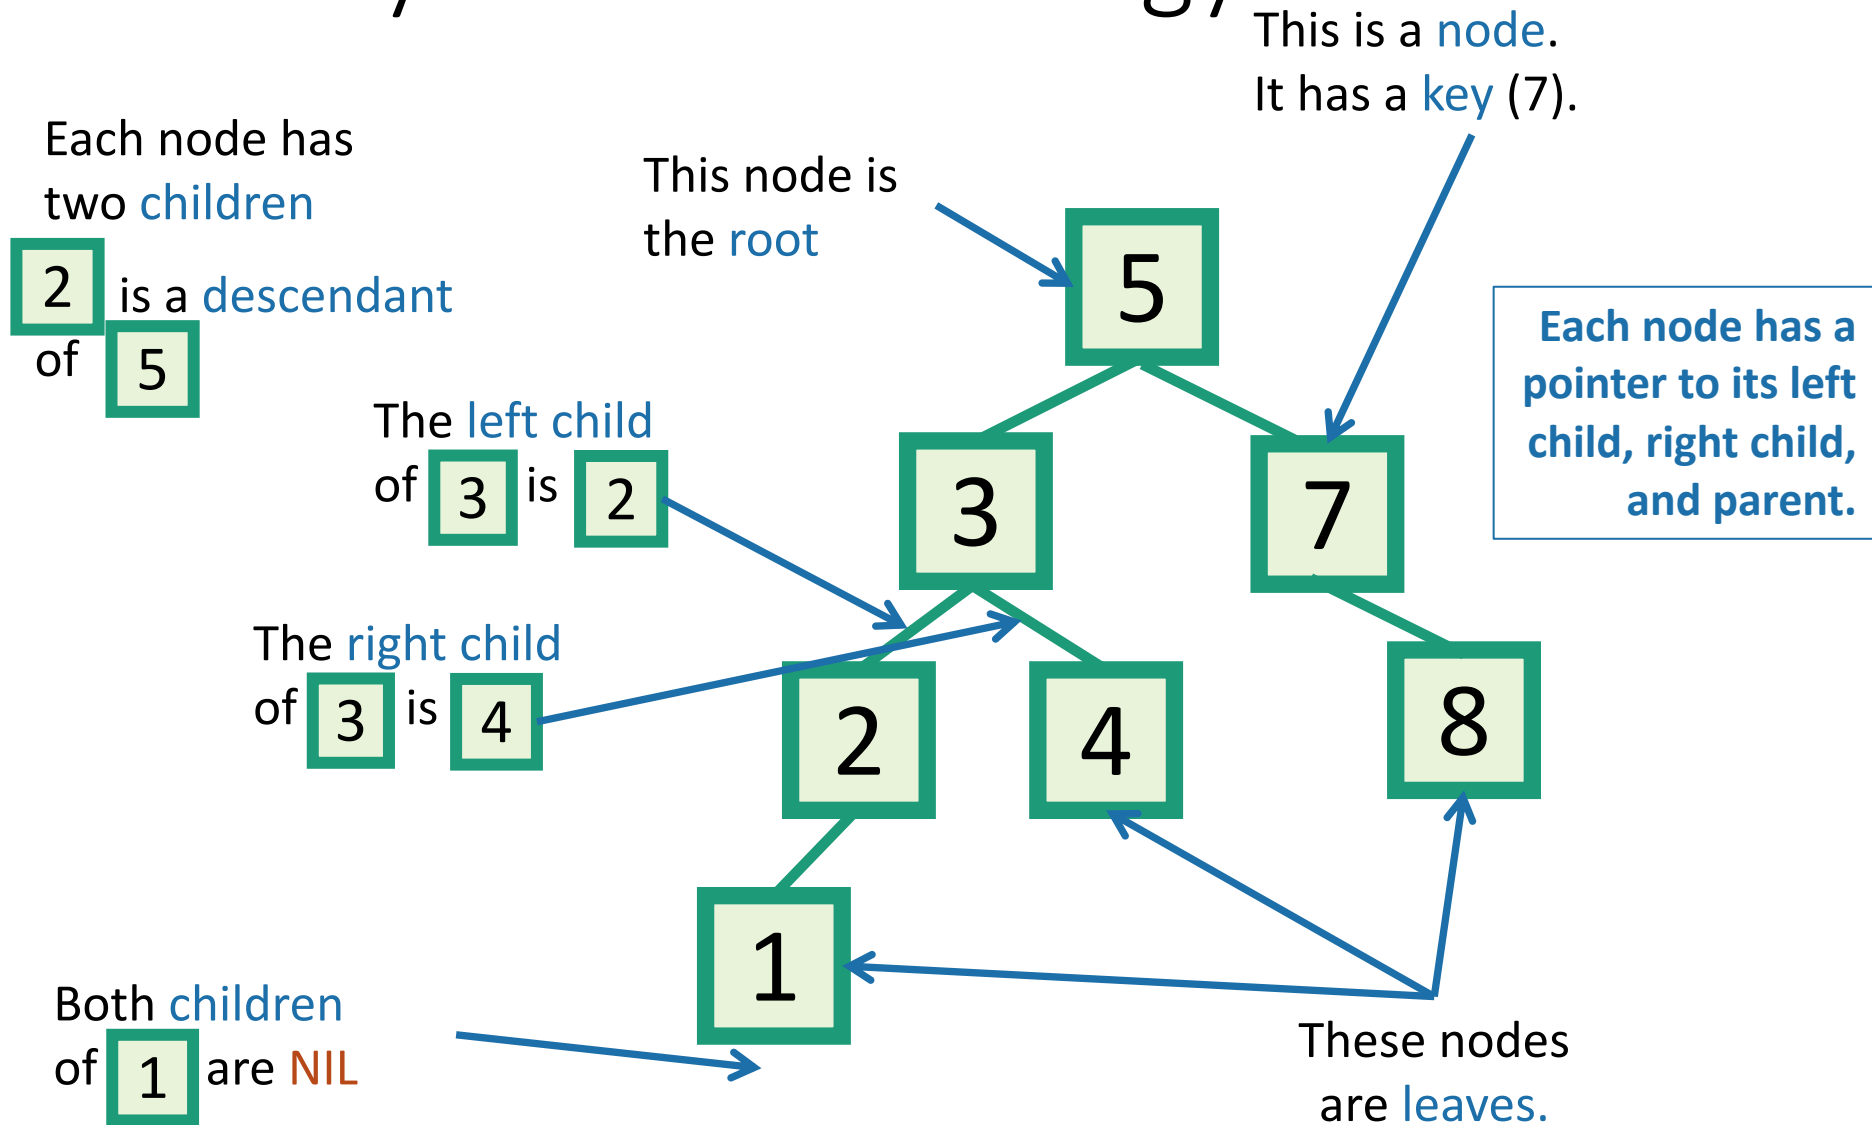 This is a node.
It has a key (7).
Each node has
two children
2 is a descendant
of 5
This node is
the root
5
Each node has a
pointer to its left
child, right child,
and parent.
The left child
of 3 is 2
3
7
The right child
of 3 is 4
2
4
8
1
Both children
of 1 are NIL
These nodes
are leaves.